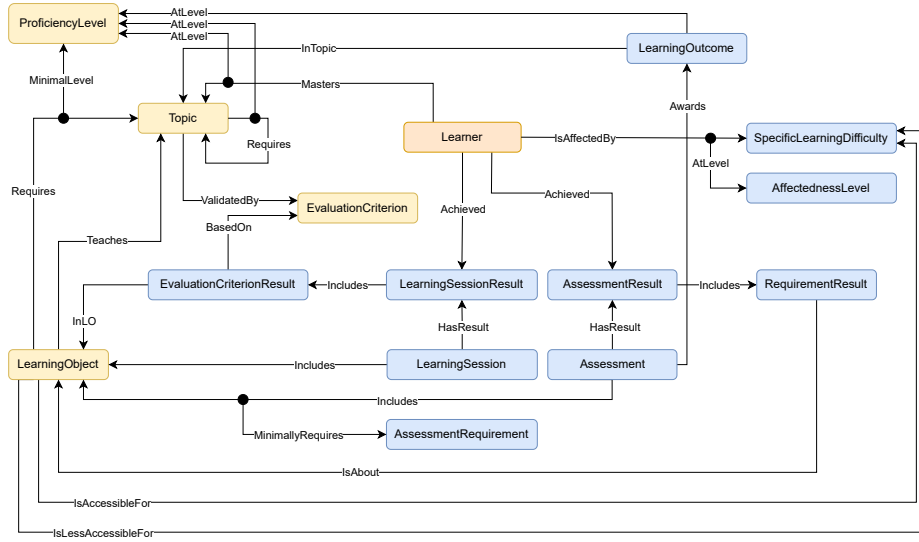 AtLevel
ProficiencyLevel
AtLevel
AtLevel
InTopic
LearningOutcome
MinimalLevel
Masters
Awards
Topic
Learner
IsAffectedBy
SpecificLearningDifficulty
Requires
AtLevel
Requires
AffectednessLevel
Achieved
ValidatedBy
EvaluationCriterion
Achieved
BasedOn
Teaches
EvaluationCriterionResult
Includes
LearningSessionResult
AssessmentResult
Includes
RequirementResult
InLO
HasResult
HasResult
LearningObject
Includes
LearningSession
Assessment
Includes
MinimallyRequires
AssessmentRequirement
IsAbout
IsAccessibleFor
IsLessAccessibleFor